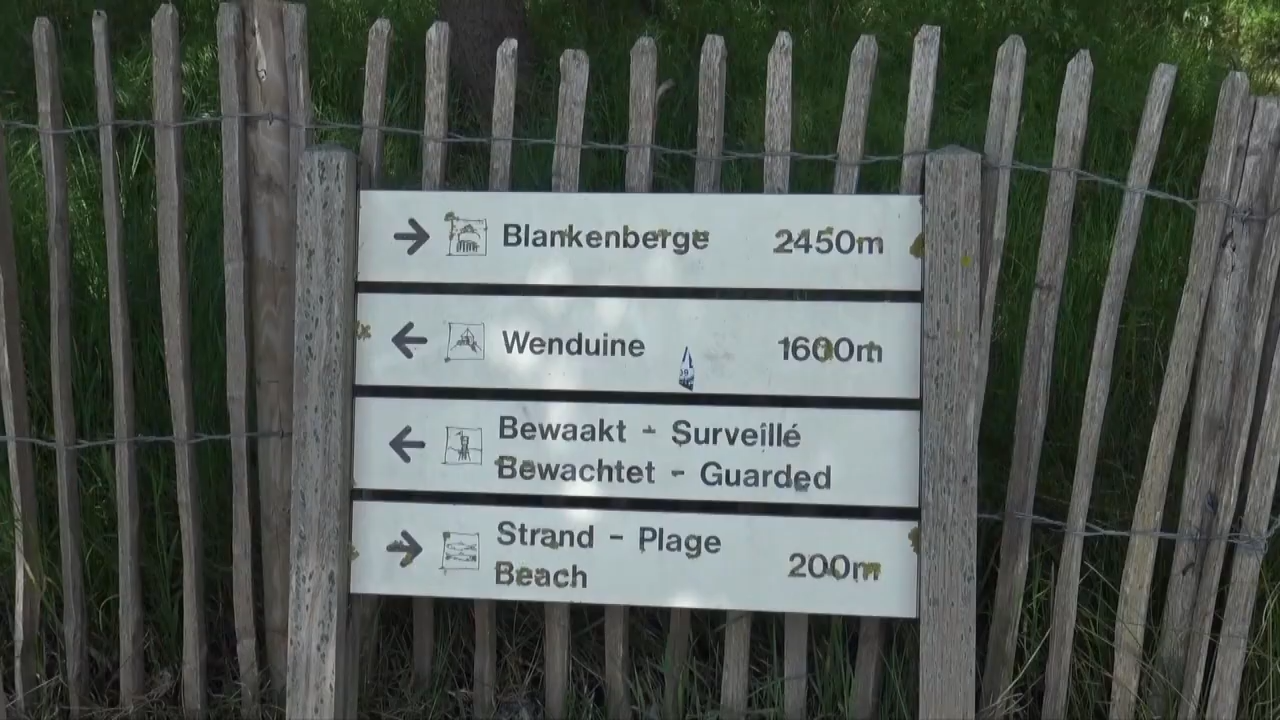 Blankenberge 2450m
Wenduine 1600m
Bewaakt - Surveillé
Bewachtet - Guarded
Strand - Plage
Beach 200m